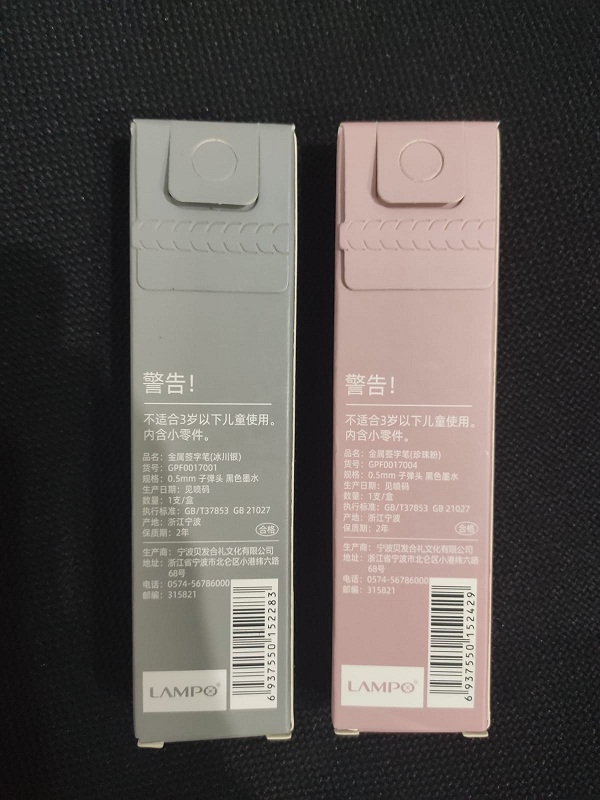 警告！
不适合3岁以下儿童使用。
内含小零件。
品名：金属签字笔(冰川银)
货号：GPF0017001
规格：0.5mm 子弹头 黑色墨水
生产日期：见喷码
数量：1支/盒
执行标准：GB/T37853 GB 21027
产地：浙江宁波
保质期：2年
合格
生产商：宁波贝发合礼文化有限公司
地址：浙江省宁波市北仑区小港纬六路
68号
电话：0574-56786000
邮编：315821
6 937550 152283
LAMPO®
警告！
不适合3岁以下儿童使用。
内含小零件。
品名：金属签字笔(珍珠粉)
货号：GPF0017004
规格：0.5mm 子弹头 黑色墨水
生产日期：见喷码
数量：1支/盒
执行标准：GB/T37853 GB 21027
产地：浙江宁波
保质期：2年
合格
生产商：宁波贝发合礼文化有限公司
地址：浙江省宁波市北仑区小港纬六路
68号
电话：0574-56786000
邮编：315821
6 937550 152429
LAMPO®